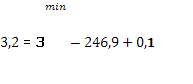 min
3,2 = 3 − 246,9 + 0,1